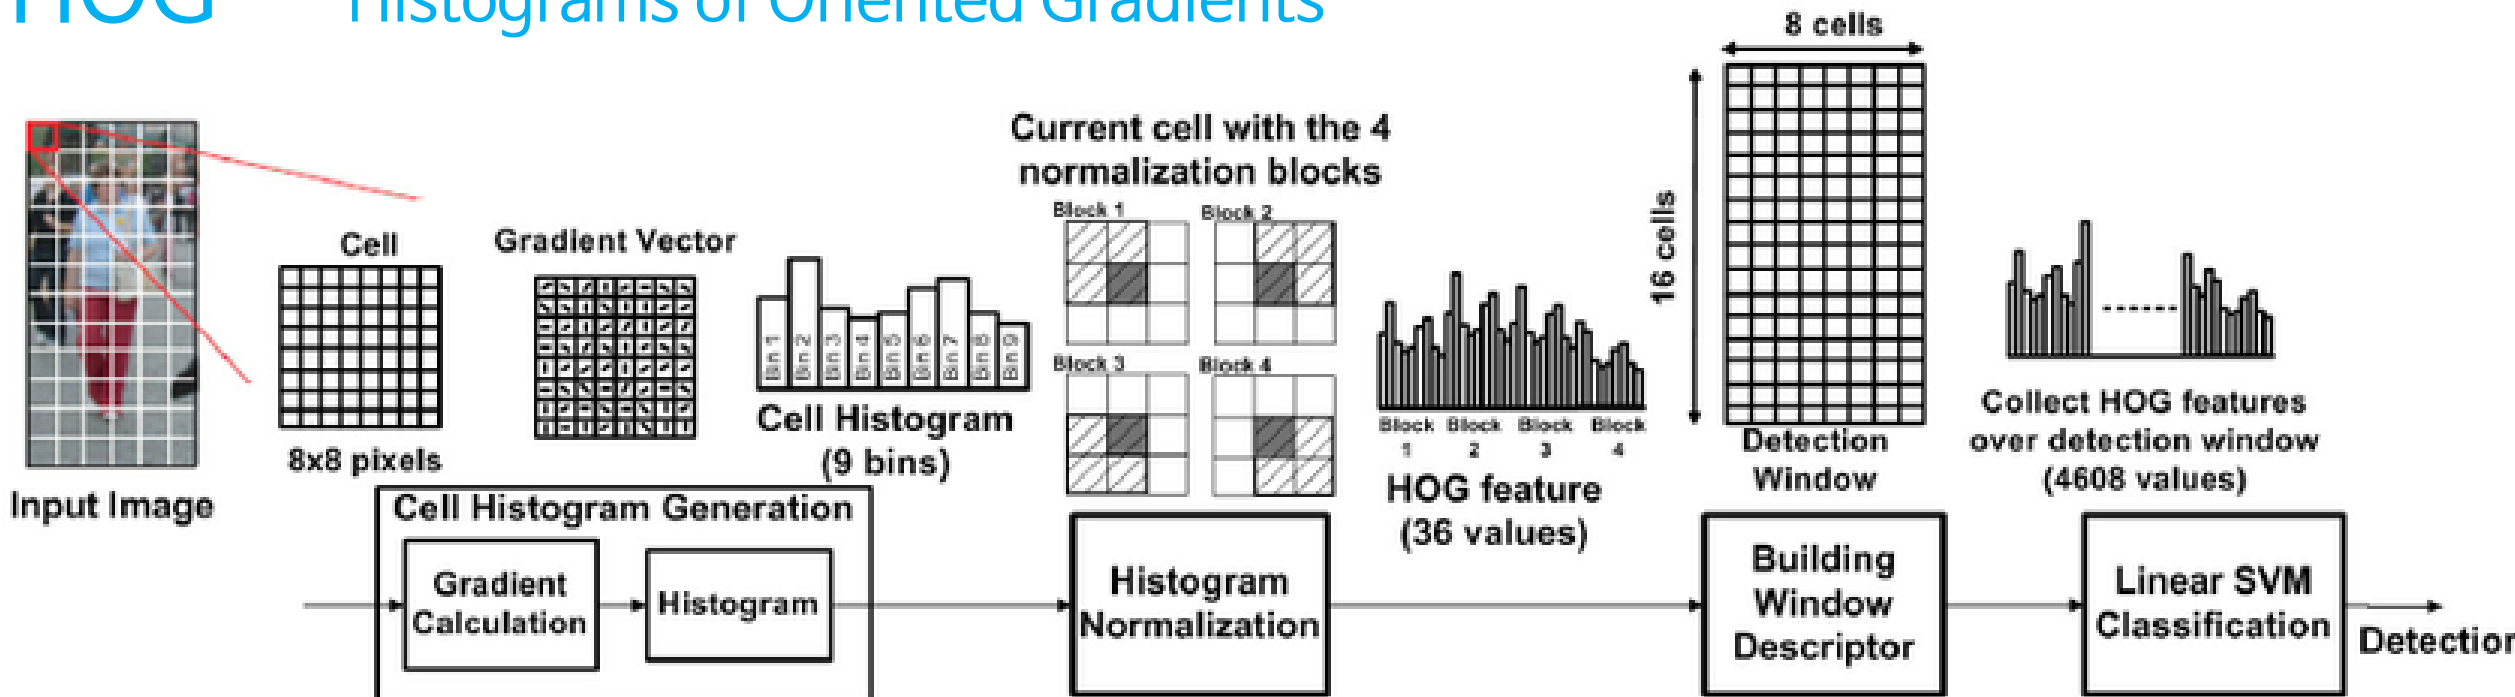 HOG Histograms of Oriented Gradients
Input Image
Cell
8x8 pixels
Gradient Vector
Bin 1
Bin 2
Bin 3
Bin 4
Bin 5
Bin 6
Bin 7
Bin 8
Bin 9
Cell Histogram
(9 bins)
Current cell with the 4
normalization blocks
Block 1
Block 2
Block 3
Block 4
Block Block Block Block
1 2 3 4
HOG feature
(36 values)
8 cells
16 cells
Detection
Window
Collect HOG features
over detection window
(4608 values)
Cell Histogram Generation
Gradient
Calculation
Histogram
Histogram
Normalization
Building
Window
Descriptor
Linear SVM
Classification
Detection